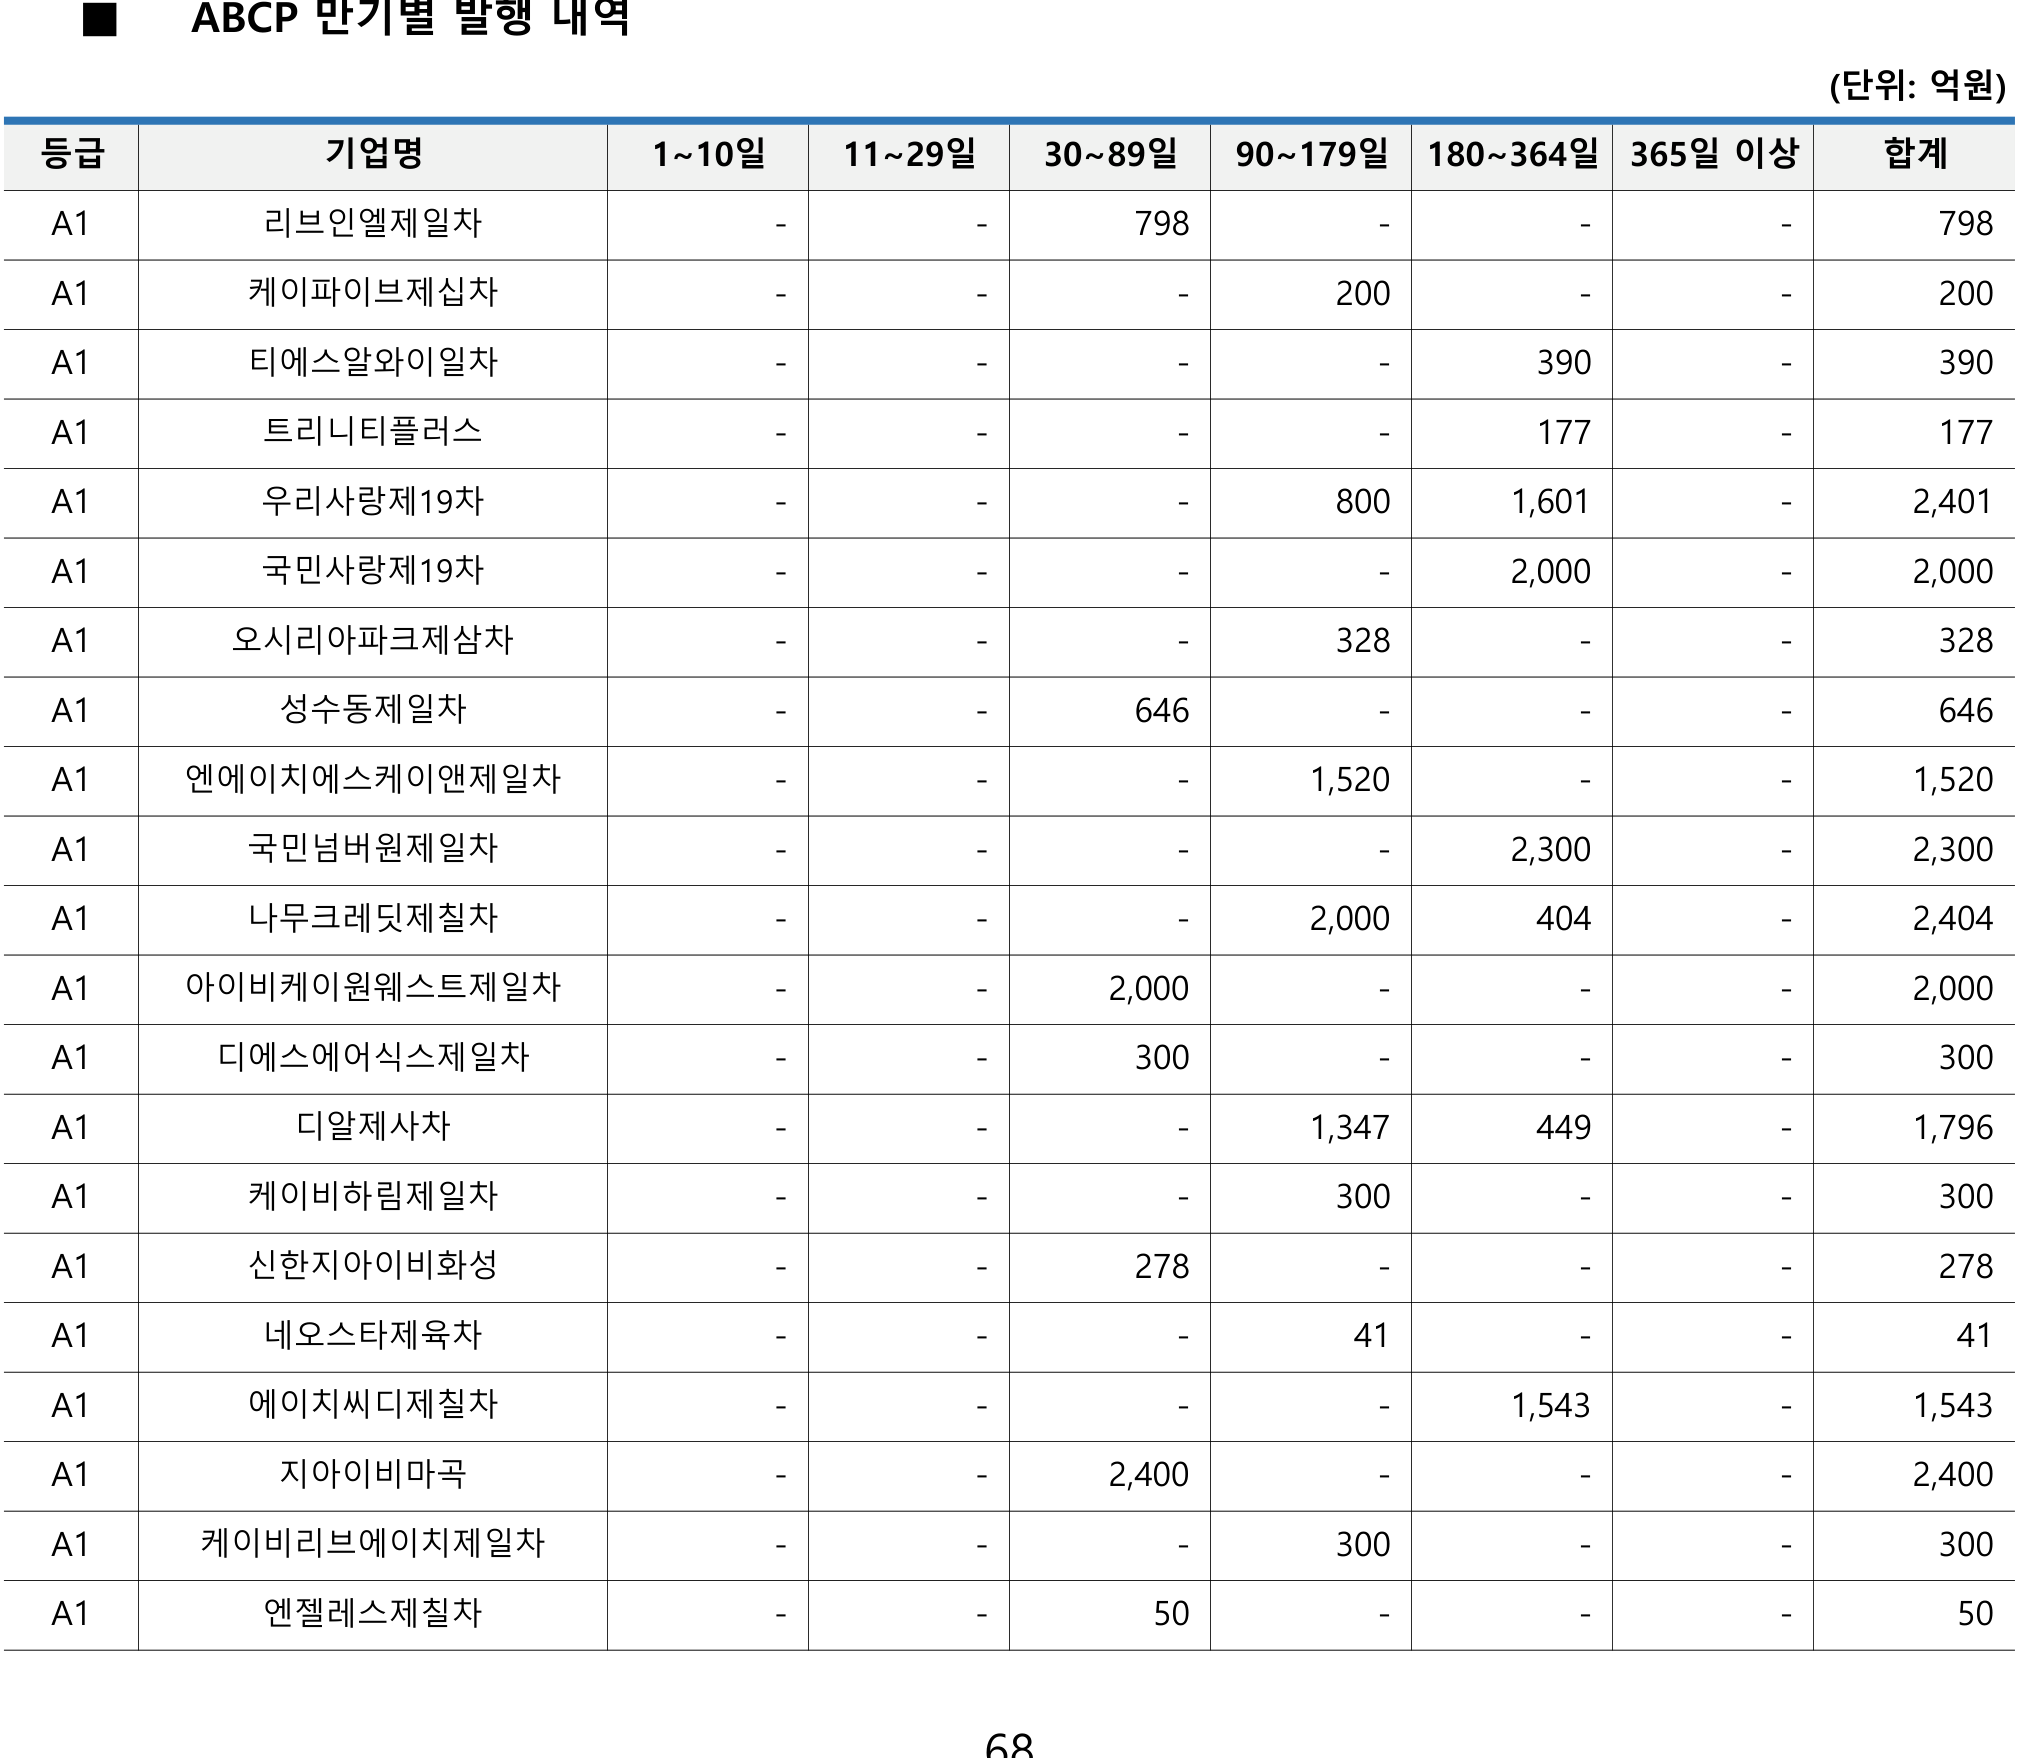 ■ ABCP 만기별 발행 내역
(단위: 억원)
등급 기업명 1~10일 11~29일 30~89일 90~179일 180~364일 365일 이상 합계
A1 리브인엘제일차 - - 798 - - - 798
A1 케이파이브제십차 - - - 200 - - 200
A1 티에스알와이일차 - - - - 390 - 390
A1 트리니티플러스 - - - - 177 - 177
A1 우리사랑제19차 - - - 800 1,601 - 2,401
A1 국민사랑제19차 - - - - 2,000 - 2,000
A1 오시리아파크제삼차 - - - 328 - - 328
A1 성수동제일차 - - 646 - - - 646
A1 엔에이치에스케이앤제일차 - - - 1,520 - - 1,520
A1 국민넘버원제일차 - - - - 2,300 - 2,300
A1 나무크레딧제칠차 - - - 2,000 404 - 2,404
A1 아이비케이원웨스트제일차 - - 2,000 - - - 2,000
A1 디에스에어식스제일차 - - 300 - - - 300
A1 디알제사차 - - - 1,347 449 - 1,796
A1 케이비하림제일차 - - - 300 - - 300
A1 신한지아이비화성 - - 278 - - - 278
A1 네오스타제육차 - - - 41 - - 41
A1 에이치씨디제칠차 - - - - 1,543 - 1,543
A1 지아이비마곡 - - 2,400 - - - 2,400
A1 케이비리브에이치제일차 - - - 300 - - 300
A1 엔젤레스제칠차 - - 50 - - - 50
68